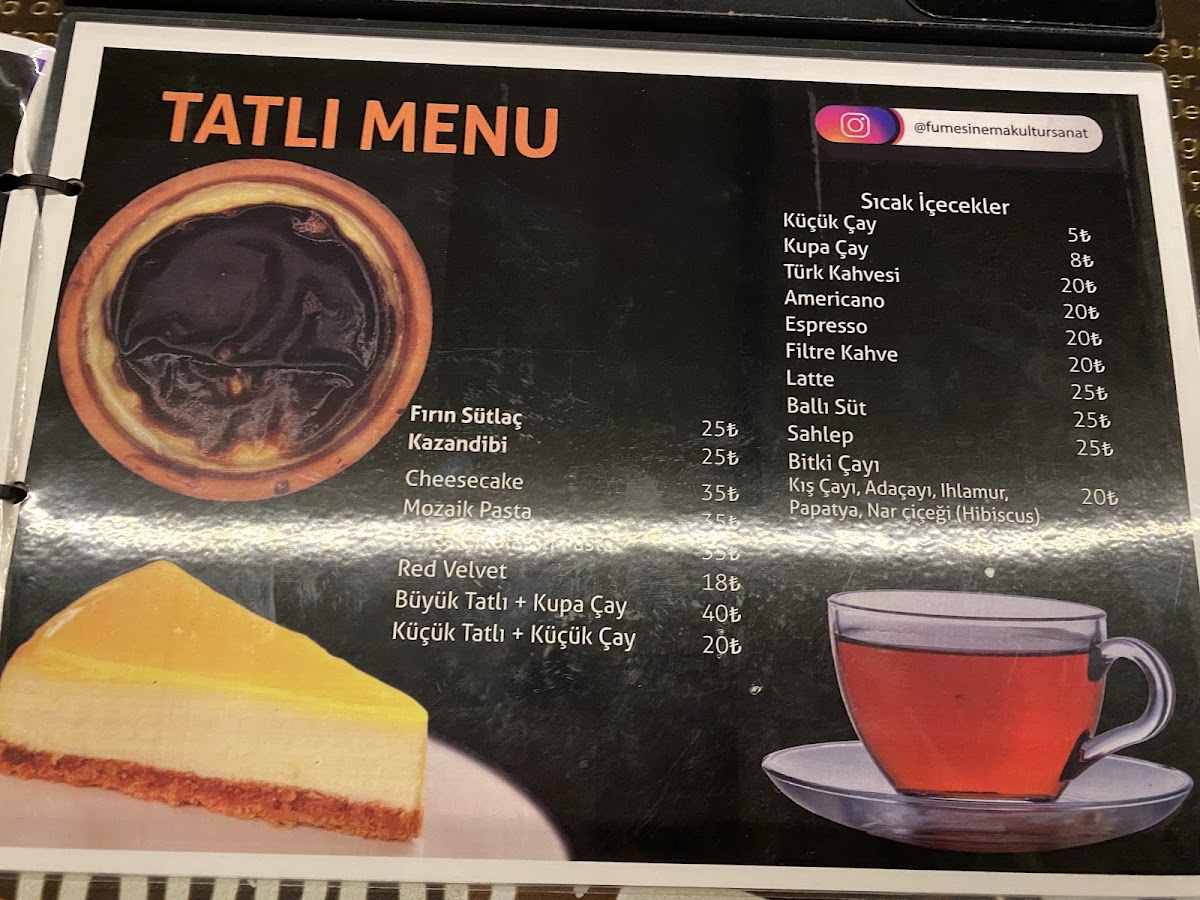 TATLI MENU
@fumesinemakultursanat
Fırın Sütlaç 25₺
Kazandibi 25₺
Cheesecake 35₺
Mozaik Pasta 35₺
35₺
Red Velvet 18₺
Büyük Tatlı + Kupa Çay 40₺
Küçük Tatlı + Küçük Çay 20₺
Sıcak İçecekler
Küçük Çay 5₺
Kupa Çay 8₺
Türk Kahvesi 20₺
Americano 20₺
Espresso 20₺
Filtre Kahve 20₺
Latte 25₺
Ballı Süt 25₺
Sahlep 25₺
Bitki Çayı
Kış Çayı, Adaçayı, Ihlamur, 20₺
Papatya, Nar çiçeği (Hibiscus)